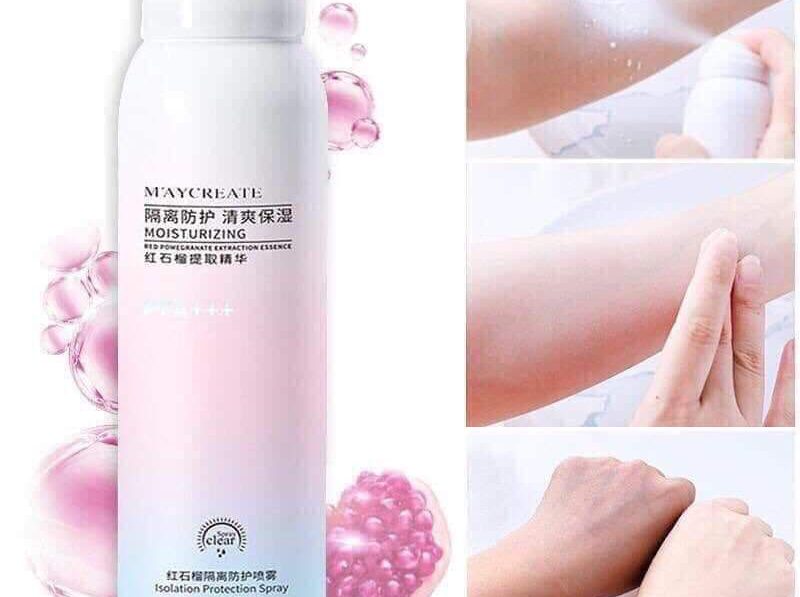 M'AYCREATE
隔离防护 清爽保湿
MOISTURIZING
RED POMEGRANATE EXTRACTION ESSENCE
红石榴提取精华
Spray
clear
红石榴隔离防护喷雾
Isolation Protection Spray